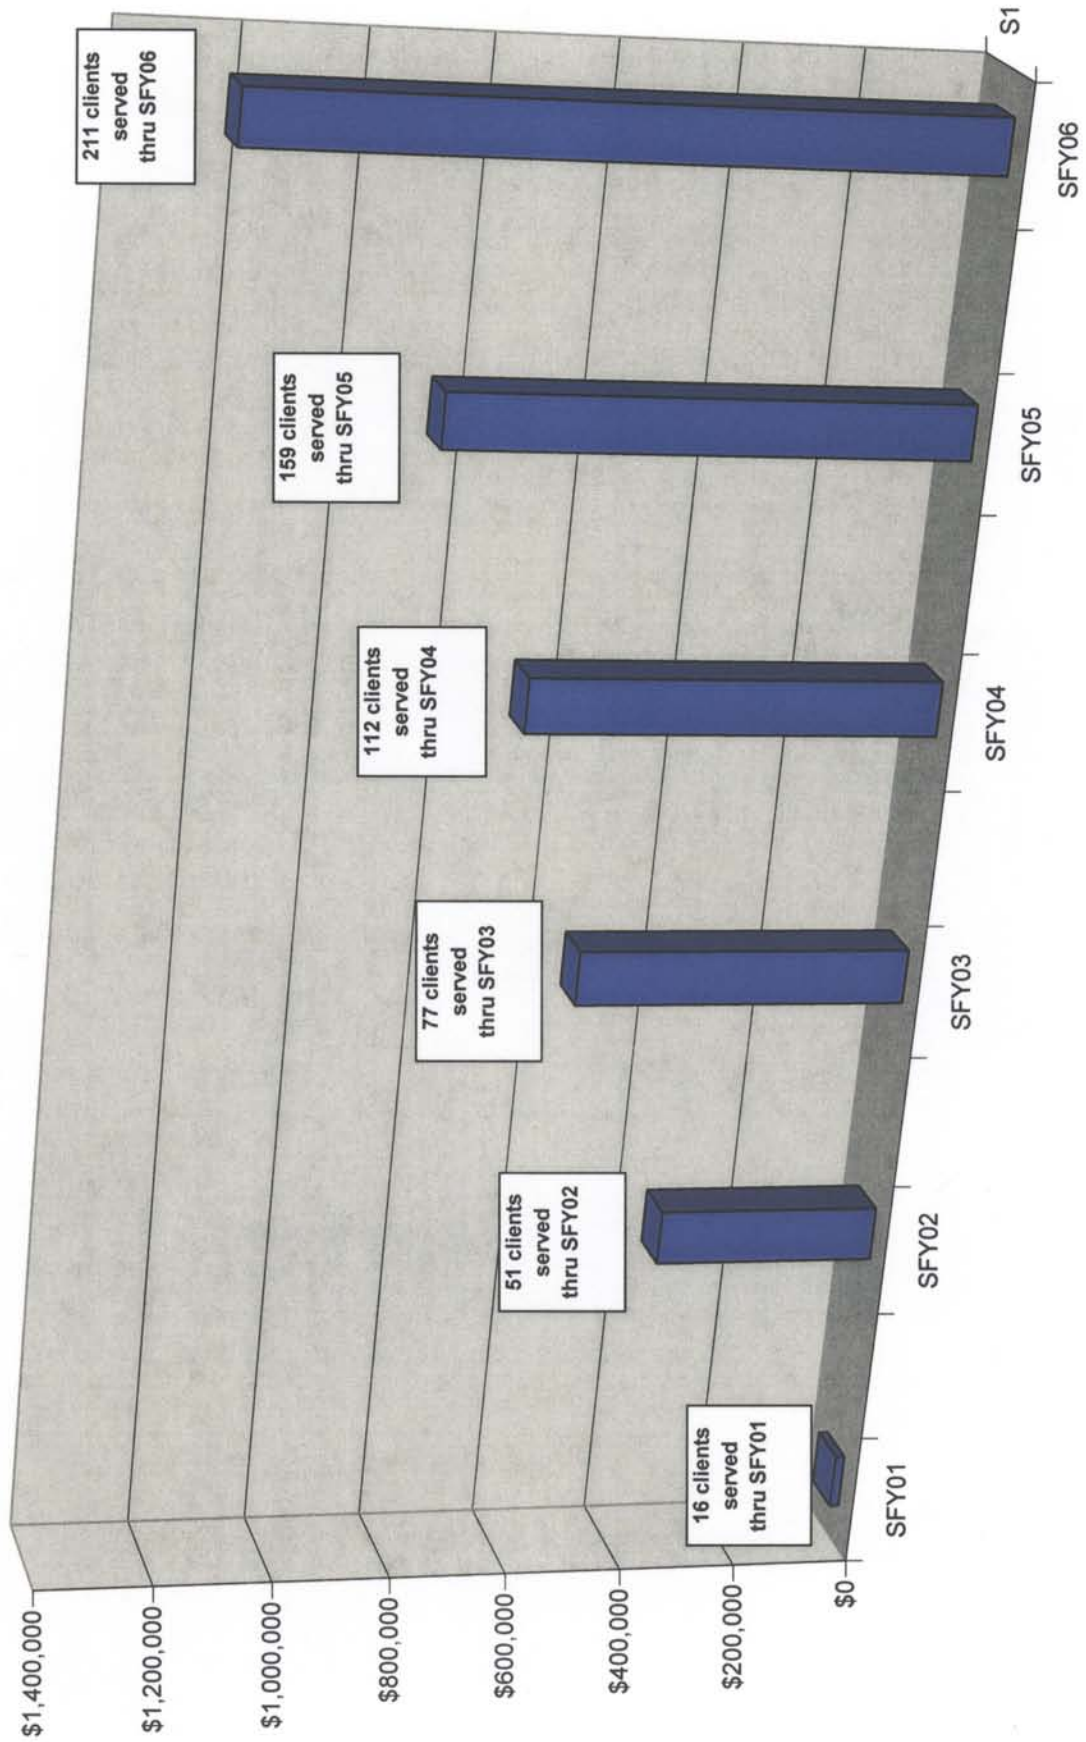 $1,400,000
$1,200,000
$1,000,000
$800,000
$600,000
$400,000
$200,000
$0
16 clients
served
thru SFY01
51 clients
served
thru SFY02
77 clients
served
thru SFY03
112 clients
served
thru SFY04
159 clients
served
thru SFY05
211 clients
served
thru SFY06
SFY01
SFY02
SFY03
SFY04
SFY05
SFY06
S1